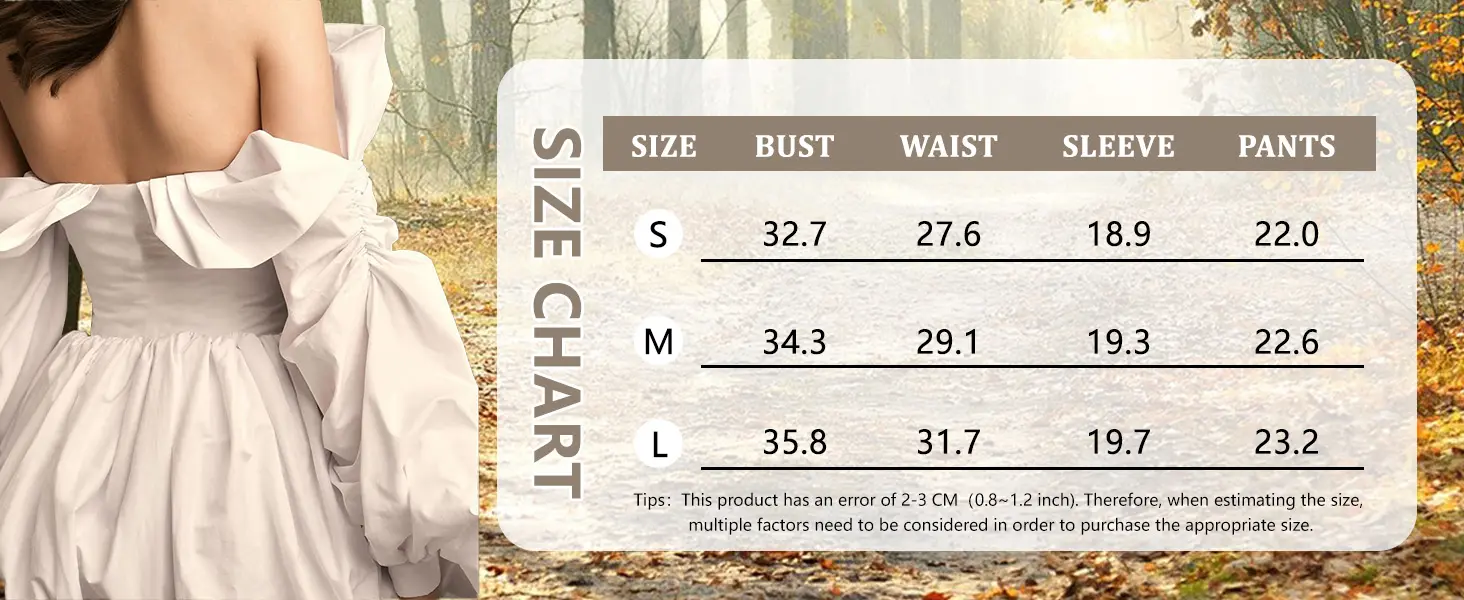 SIZE CHART
SIZE BUST WAIST SLEEVE PANTS
S 32.7 27.6 18.9 22.0
M 34.3 29.1 19.3 22.6
L 35.8 31.7 19.7 23.2
Tips: This product has an error of 2-3 CM (0.8~1.2 inch). Therefore, when estimating the size,
multiple factors need to be considered in order to purchase the appropriate size.